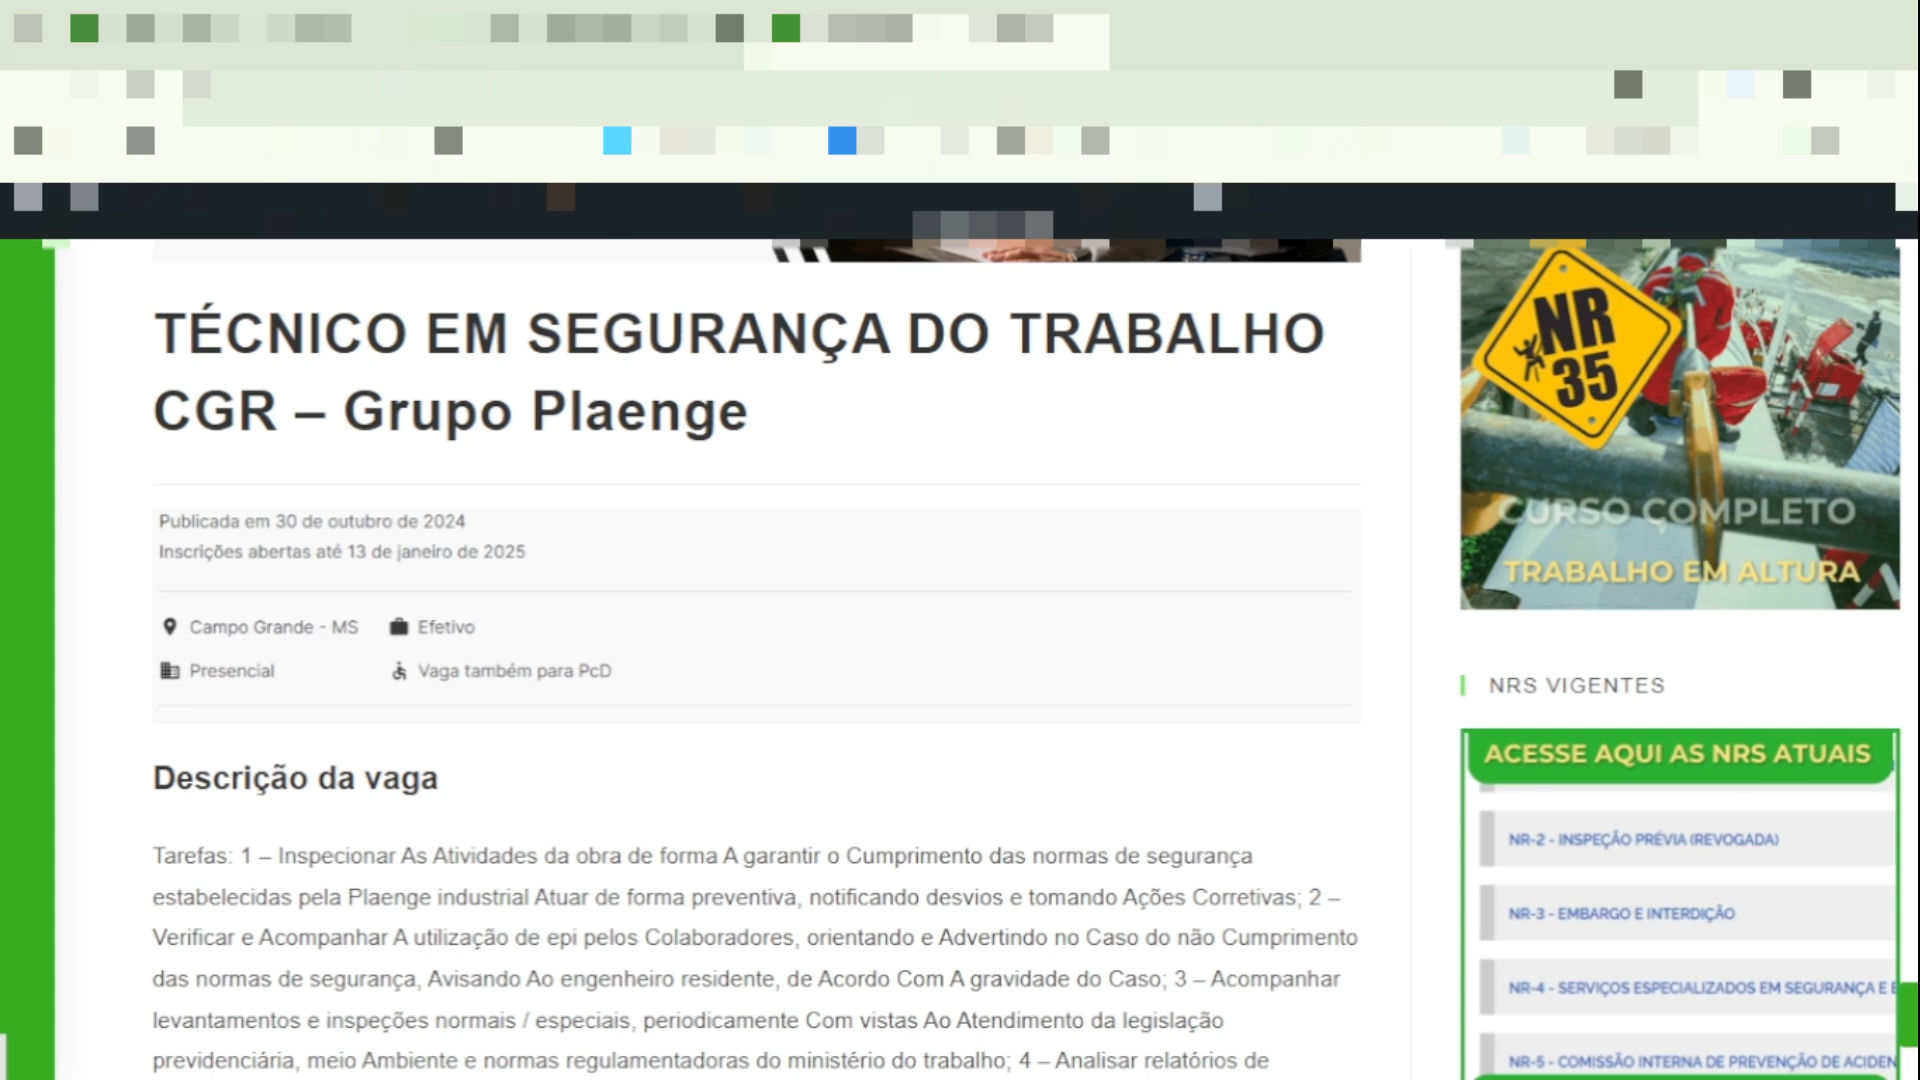 TÉCNICO EM SEGURANÇA DO TRABALHO
CGR – Grupo Plaenge
Publicada em 30 de outubro de 2024
Inscrições abertas até 13 de janeiro de 2025
Campo Grande - MS
Efetivo
Presencial
Vaga também para PcD
Descrição da vaga
Tarefas: 1 – Inspecionar As Atividades da obra de forma A garantir o Cumprimento das normas de segurança
estabelecidas pela Plaenge industrial Atuar de forma preventiva, notificando desvios e tomando Ações Corretivas; 2 –
Verificar e Acompanhar A utilização de epi pelos Colaboradores, orientando e Advertindo no Caso do não Cumprimento
das normas de segurança, Avisando Ao engenheiro residente, de Acordo Com A gravidade do Caso; 3 – Acompanhar
levantamentos e inspeções normais / especiais, periodicamente Com vistas Ao Atendimento da legislação
previdenciária, meio Ambiente e normas regulamentadoras do ministério do trabalho; 4 – Analisar relatórios de
NR
35
CURSO COMPLETO
TRABALHO EM ALTURA
NRS VIGENTES
ACESSE AQUI AS NRS ATUAIS
NR-2 - INSPEÇÃO PRÉVIA (REVOGADA)
NR-3 - EMBARGO E INTERDIÇÃO
NR-4 - SERVIÇOS ESPECIALIZADOS EM SEGURANÇA E
NR-5 - COMISSÃO INTERNA DE PREVENÇÃO DE ACIDEN